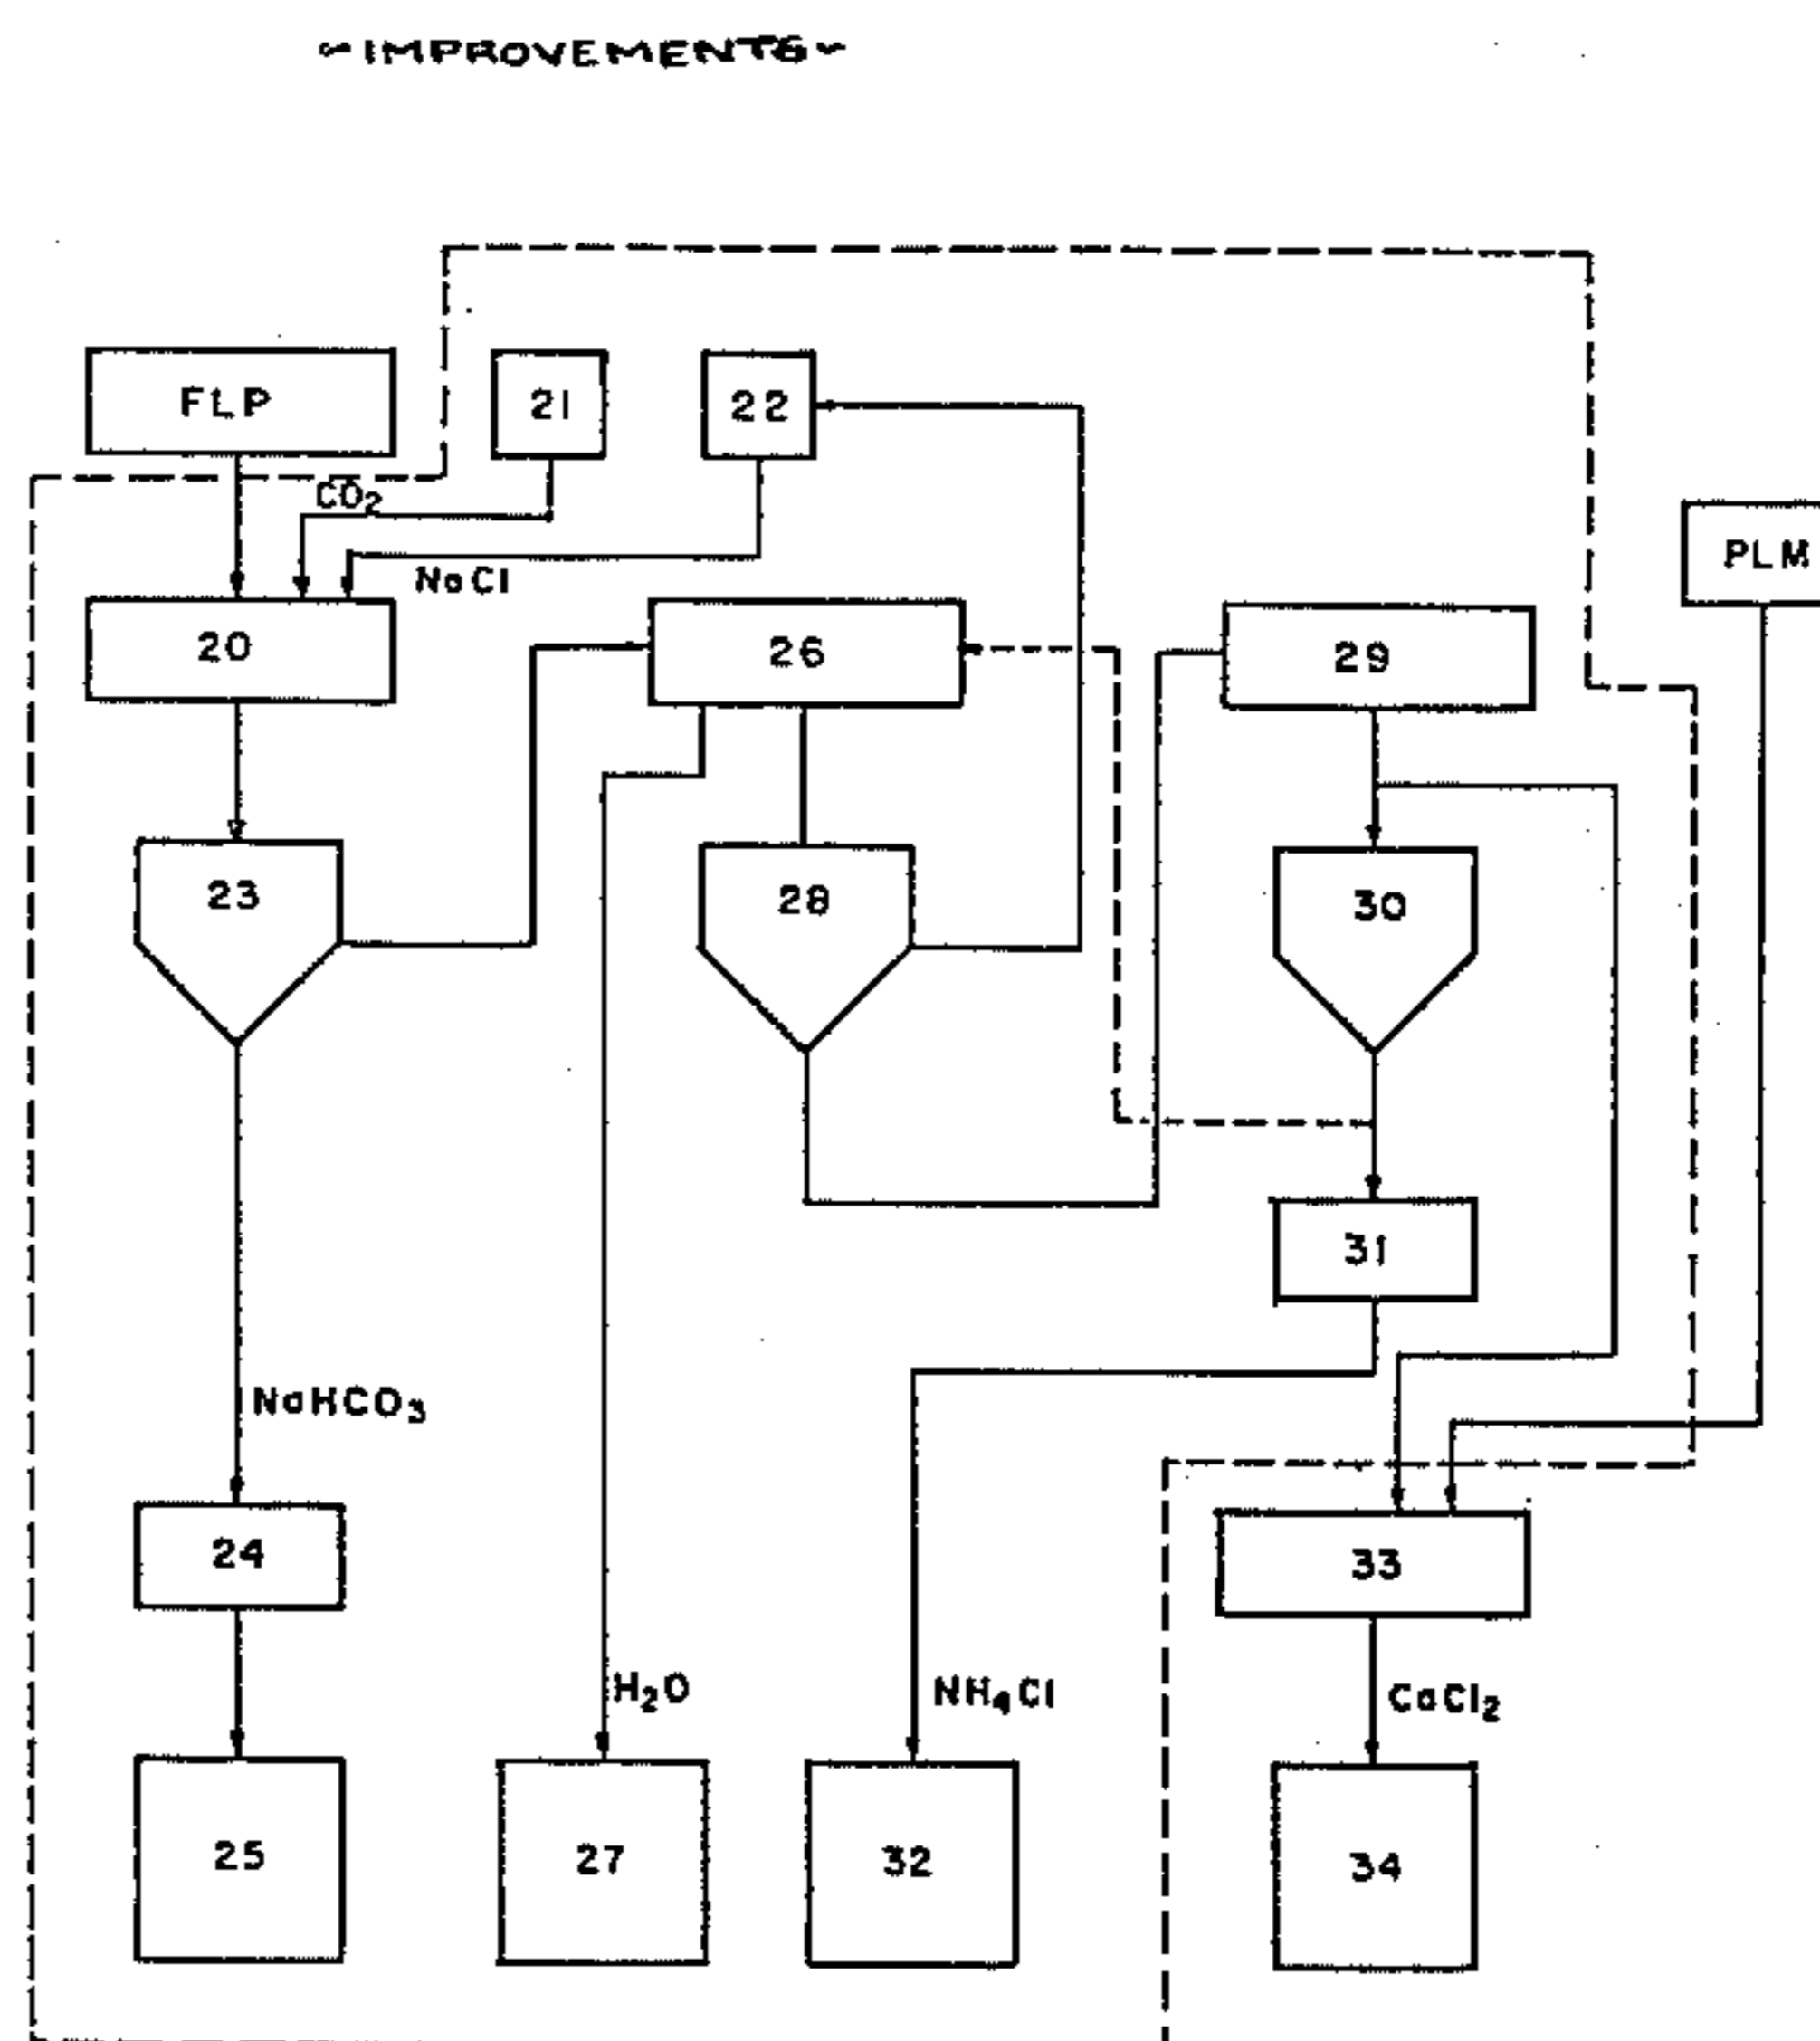 ~IMPROVEMENTS~
FLP
21
22
CO2
NaCl
PLM
20
26
29
23
28
30
31
NaHCO3
24
33
H2O
NH4Cl
CaCl2
25
27
32
34